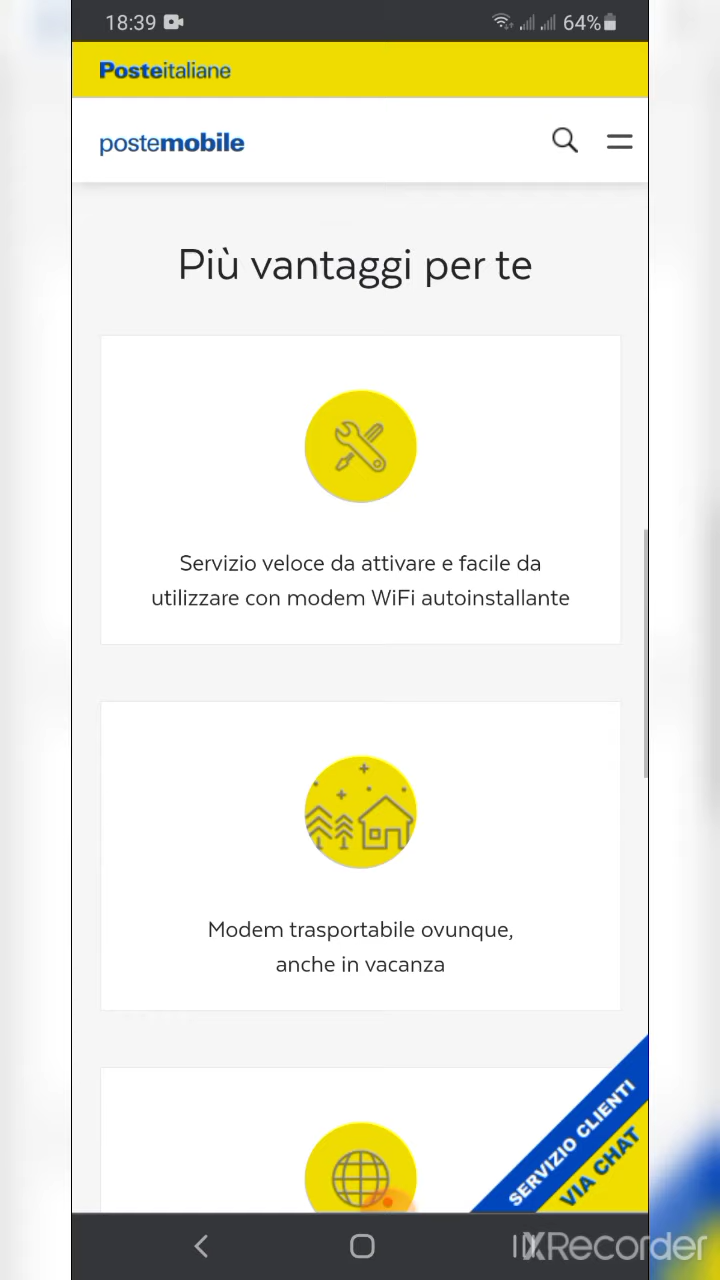 18:39
64%
Posteitaliane
postemobile
Più vantaggi per te
Servizio veloce da attivare e facile da
utilizzare con modem WiFi autoinstallante
Modem trasportabile ovunque,
anche in vacanza
SERVIZIO CLIENTI
VIA CHAT
XRecorder